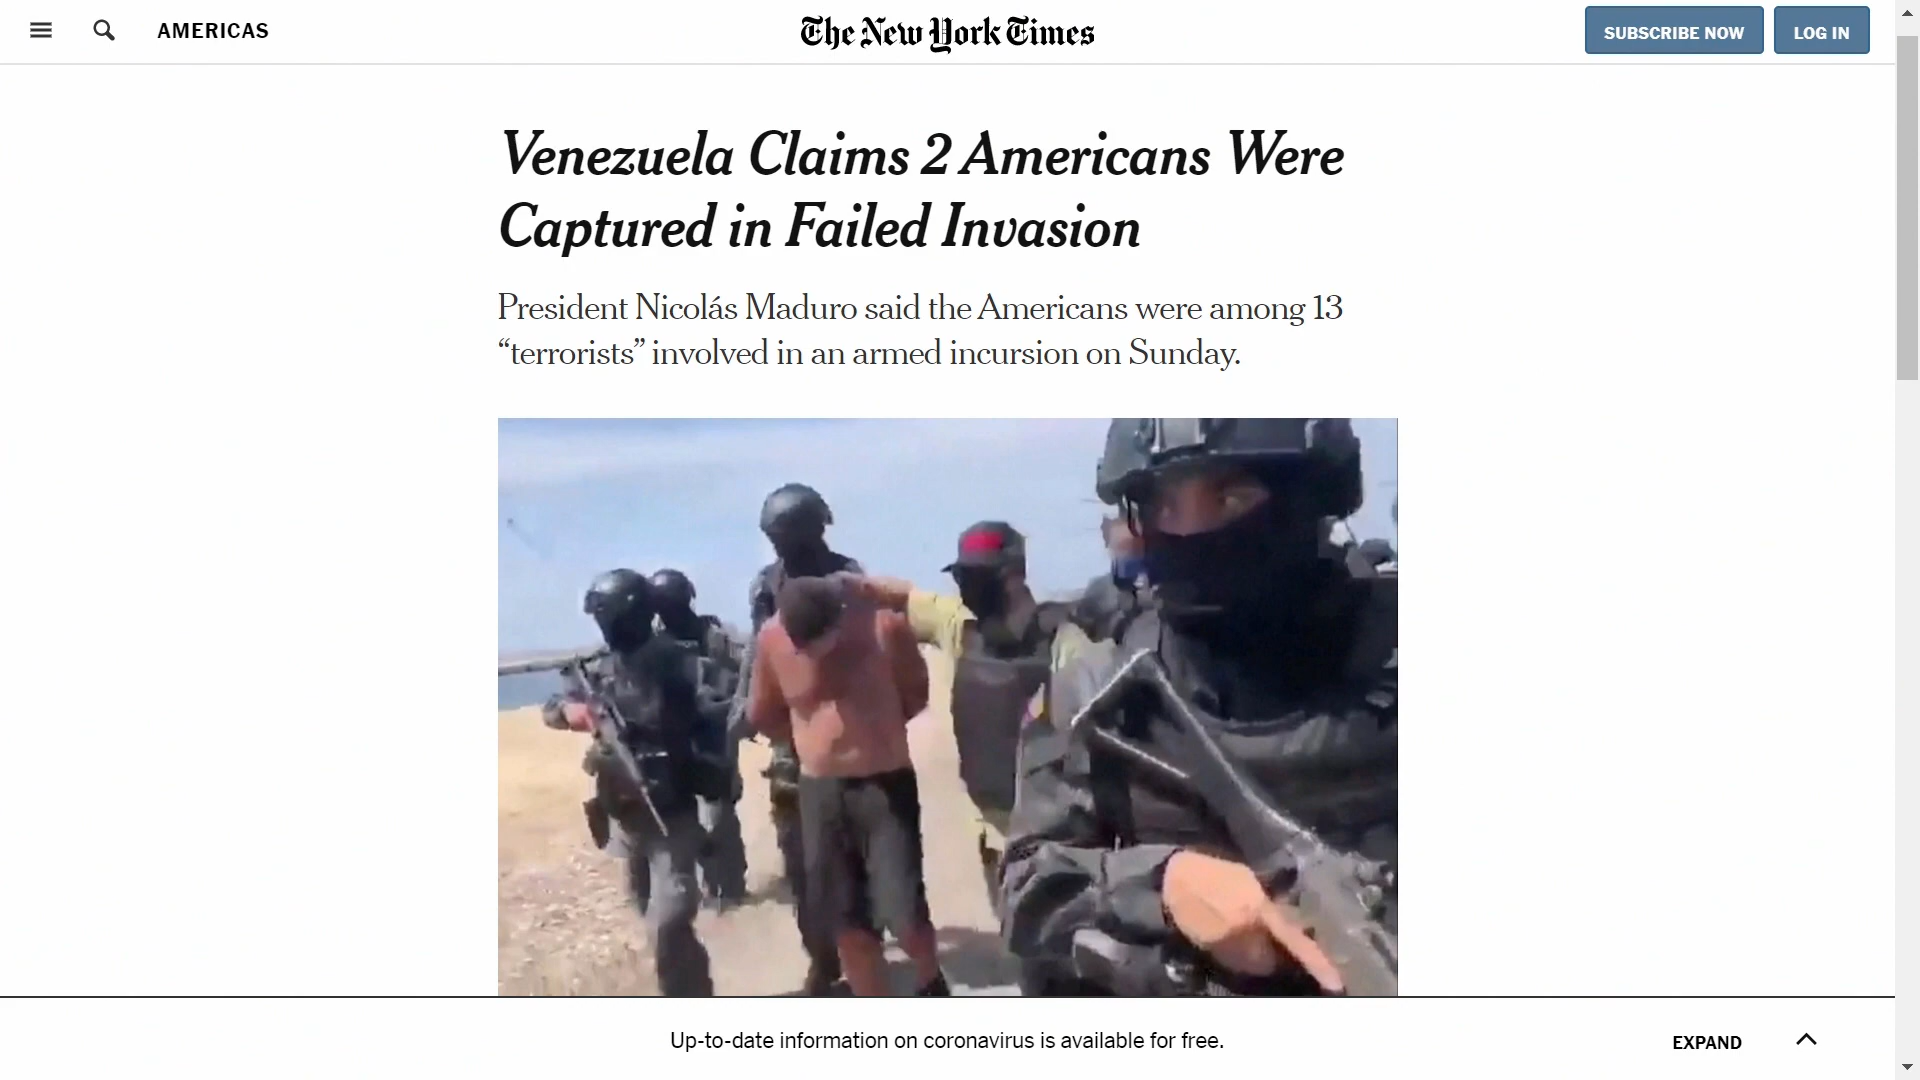 AMERICAS
The New York Times
SUBSCRIBE NOW
LOG IN
Venezuela Claims 2 Americans Were
Captured in Failed Invasion
President Nicolás Maduro said the Americans were among 13
“terrorists” involved in an armed incursion on Sunday.
Up-to-date information on coronavirus is available for free.
EXPAND